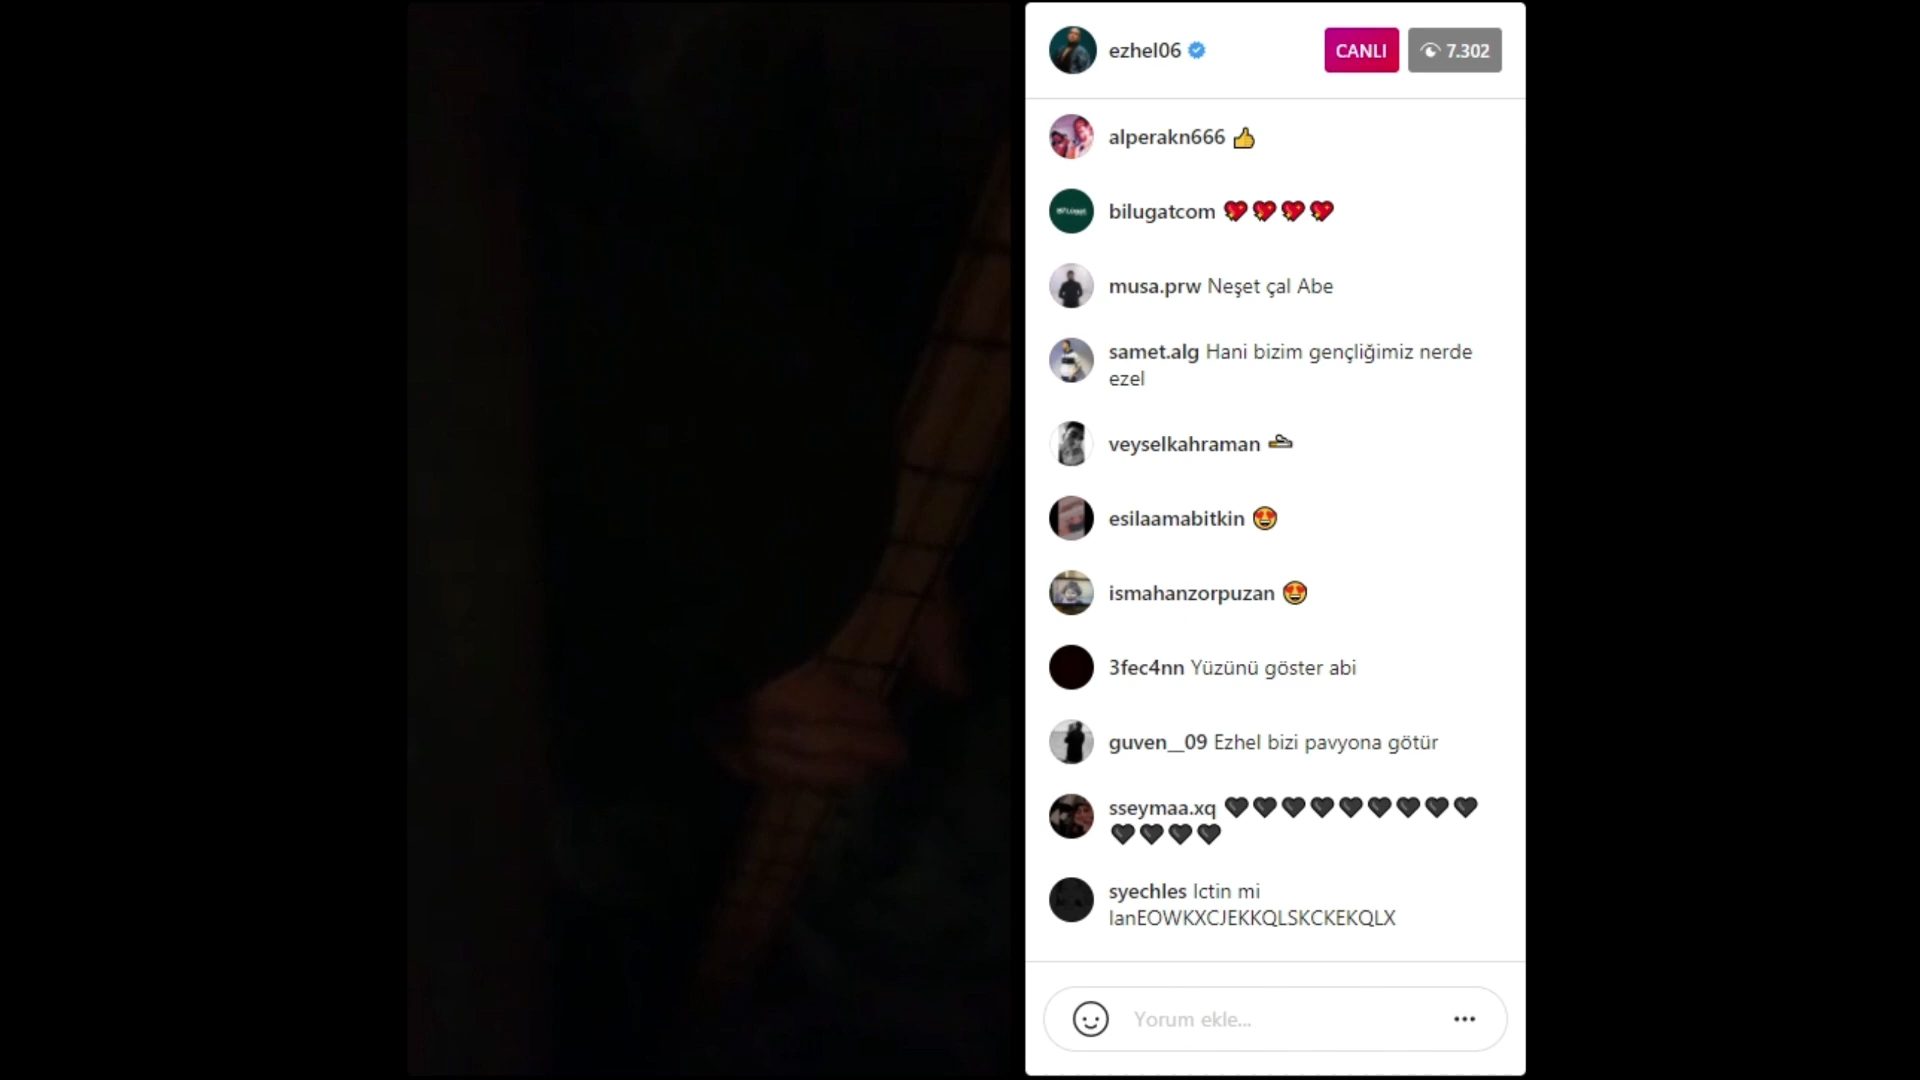 ezhel06
CANLI
7.302
alperakn666 👍
bilugatcom 💖💖💖💖
musa.prw Neşet çal Abe
samet.alg Hani bizim gençliğimiz nerde
ezel
veyselkahraman 🚬
esilaamabitkin 😍
ismahanzorpuzan 😍
3fec4nn Yüzünü göster abi
guven__09 Ezhel bizi pavyona götür
sseymaa.xq 🖤🖤🖤🖤🖤🖤🖤🖤🖤
🖤🖤🖤🖤
syechles Ictin mi
lanEOWKXCJEKKQLSKCKEKQLX
Yorum ekle...